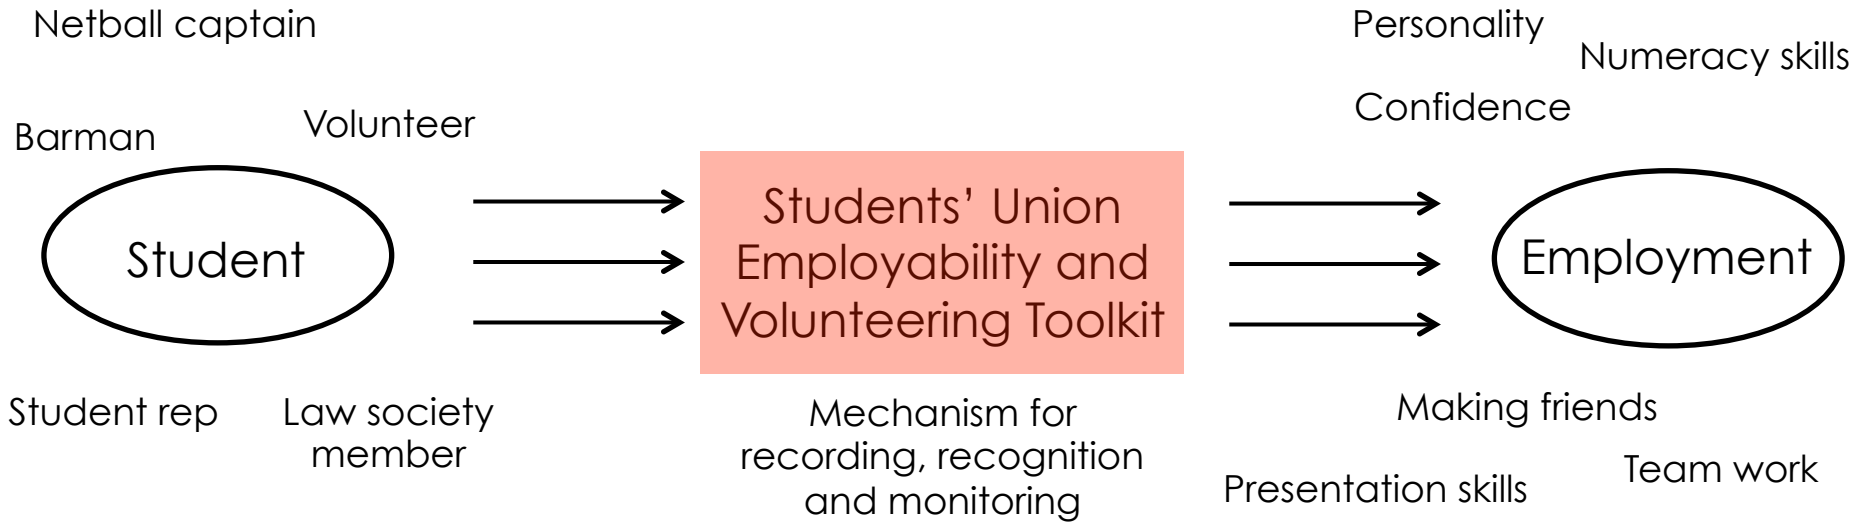 Netball captain
Barman
Volunteer
Student
Student rep
Law society
member
Students’ Union
Employability and
Volunteering Toolkit
Mechanism for
recording, recognition
and monitoring
Personality
Numeracy skills
Confidence
Employment
Making friends
Team work
Presentation skills